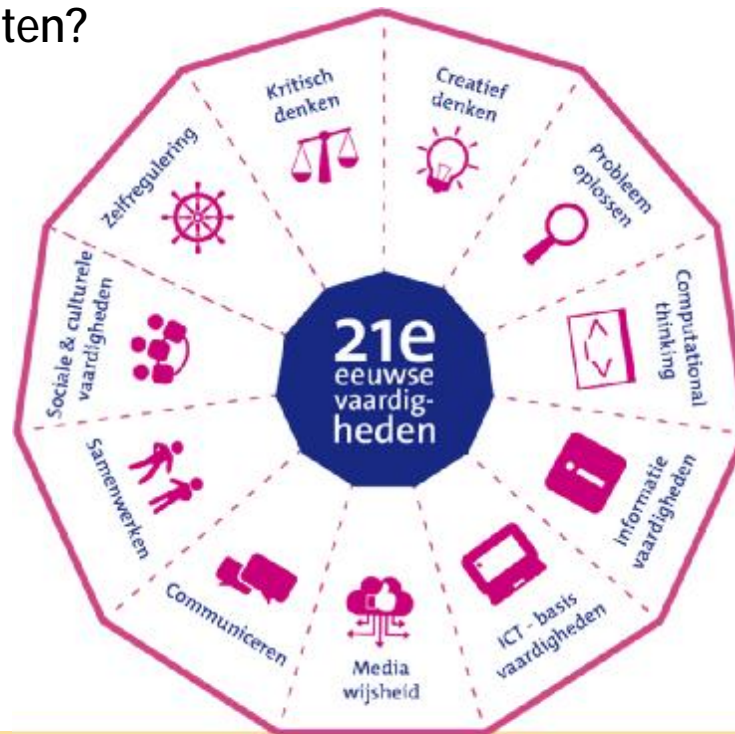 ten?
Kritisch
denken
Creatief
denken
Probleem
oplossen
Computational
thinking
informatie
vaardigheden
ICT - basis
vaardigheden
Media
wijsheid
Communiceren
Samenwerken
Sociale & culturele
vaardigheden
Zelfregulering
21e
eeuwse
vaardig-
heden